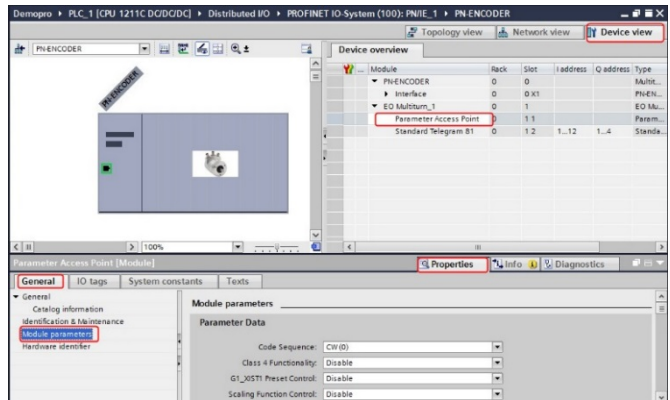 Demopro ▸ PLC_1 [CPU 1211C DC/DC/DC] ▸ Distributed I/O ▸ PROFINET IO-System (100): PN/IE_1 ▸ PN-ENCODER
Topology view Network view Device view
PN-ENCODER
Device overview
PN-ENCODER
Module Rack Slot I address Q address Type
PN-ENCODER 0 0 Multit...
Interface 0 0 X1 PN-EN...
EO Multiturn_1 0 1 EO Mu...
Parameter Access Point 0 1 1 Param...
Standard Telegram 81 0 1 2 1...12 1...4 Standa...
100%
Parameter Access Point [Module]
Properties Info Diagnostics
General IO tags System constants Texts
General
Catalog information
Identification & Maintenance
Module parameters
Hardware identifier
Module parameters
Parameter Data
Code Sequence: CW (0)
Class 4 Functionality: Disable
G1_XIST1 Preset Control: Disable
Scaling Function Control: Disable